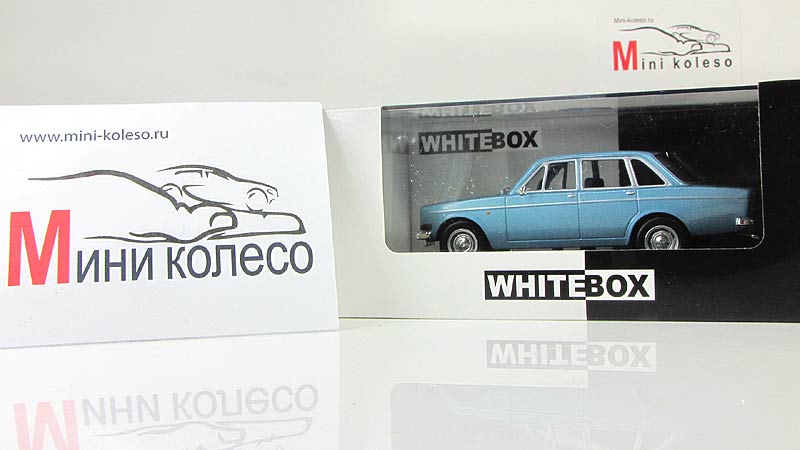 www.mini-koleso.ru
Мини колесо
Mini-koleso.ru
Mini koleso
WHITEBOX
WHITEBOX